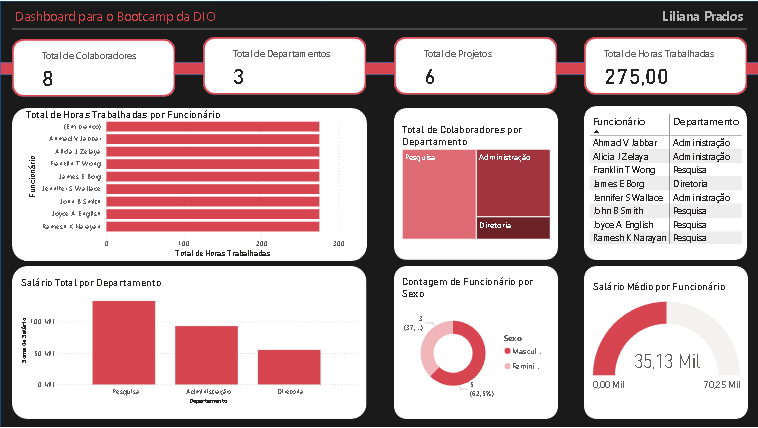 Dashboard para o Bootcamp da DIO
Liliana Prados
Total de Colaboradores
8
Total de Departamentos
3
Total de Projetos
6
Total de Horas Trabalhadas
275,00
Total de Horas Trabalhadas por Funcionário
Funcionário
(Em branco)
Ahmad V Jabbar
Alicia J Zelaya
Franklin T Wong
James E Borg
Jennifer S Wallace
John B Smith
Joyce A English
Ramesh K Narayan
0 100 200 300
Total de Horas Trabalhadas
Total de Colaboradores por
Departamento
Pesquisa
Administração
Diretoria
Funcionário Departamento
Ahmad V Jabbar Administração
Alicia J Zelaya Administração
Franklin T Wong Pesquisa
James E Borg Diretoria
Jennifer S Wallace Administração
John B Smith Pesquisa
Joyce A English Pesquisa
Ramesh K Narayan Pesquisa
Salário Total por Departamento
Soma de Salário
100 Mil
50 Mil
0 Mil
Pesquisa Administração Diretoria
Departamento
Contagem de Funcionário por
Sexo
3
(37,...)
5
(62,5%)
Sexo
Mascul...
Femini...
Salário Médio por Funcionário
35,13 Mil
0,00 Mil 70,25 Mil